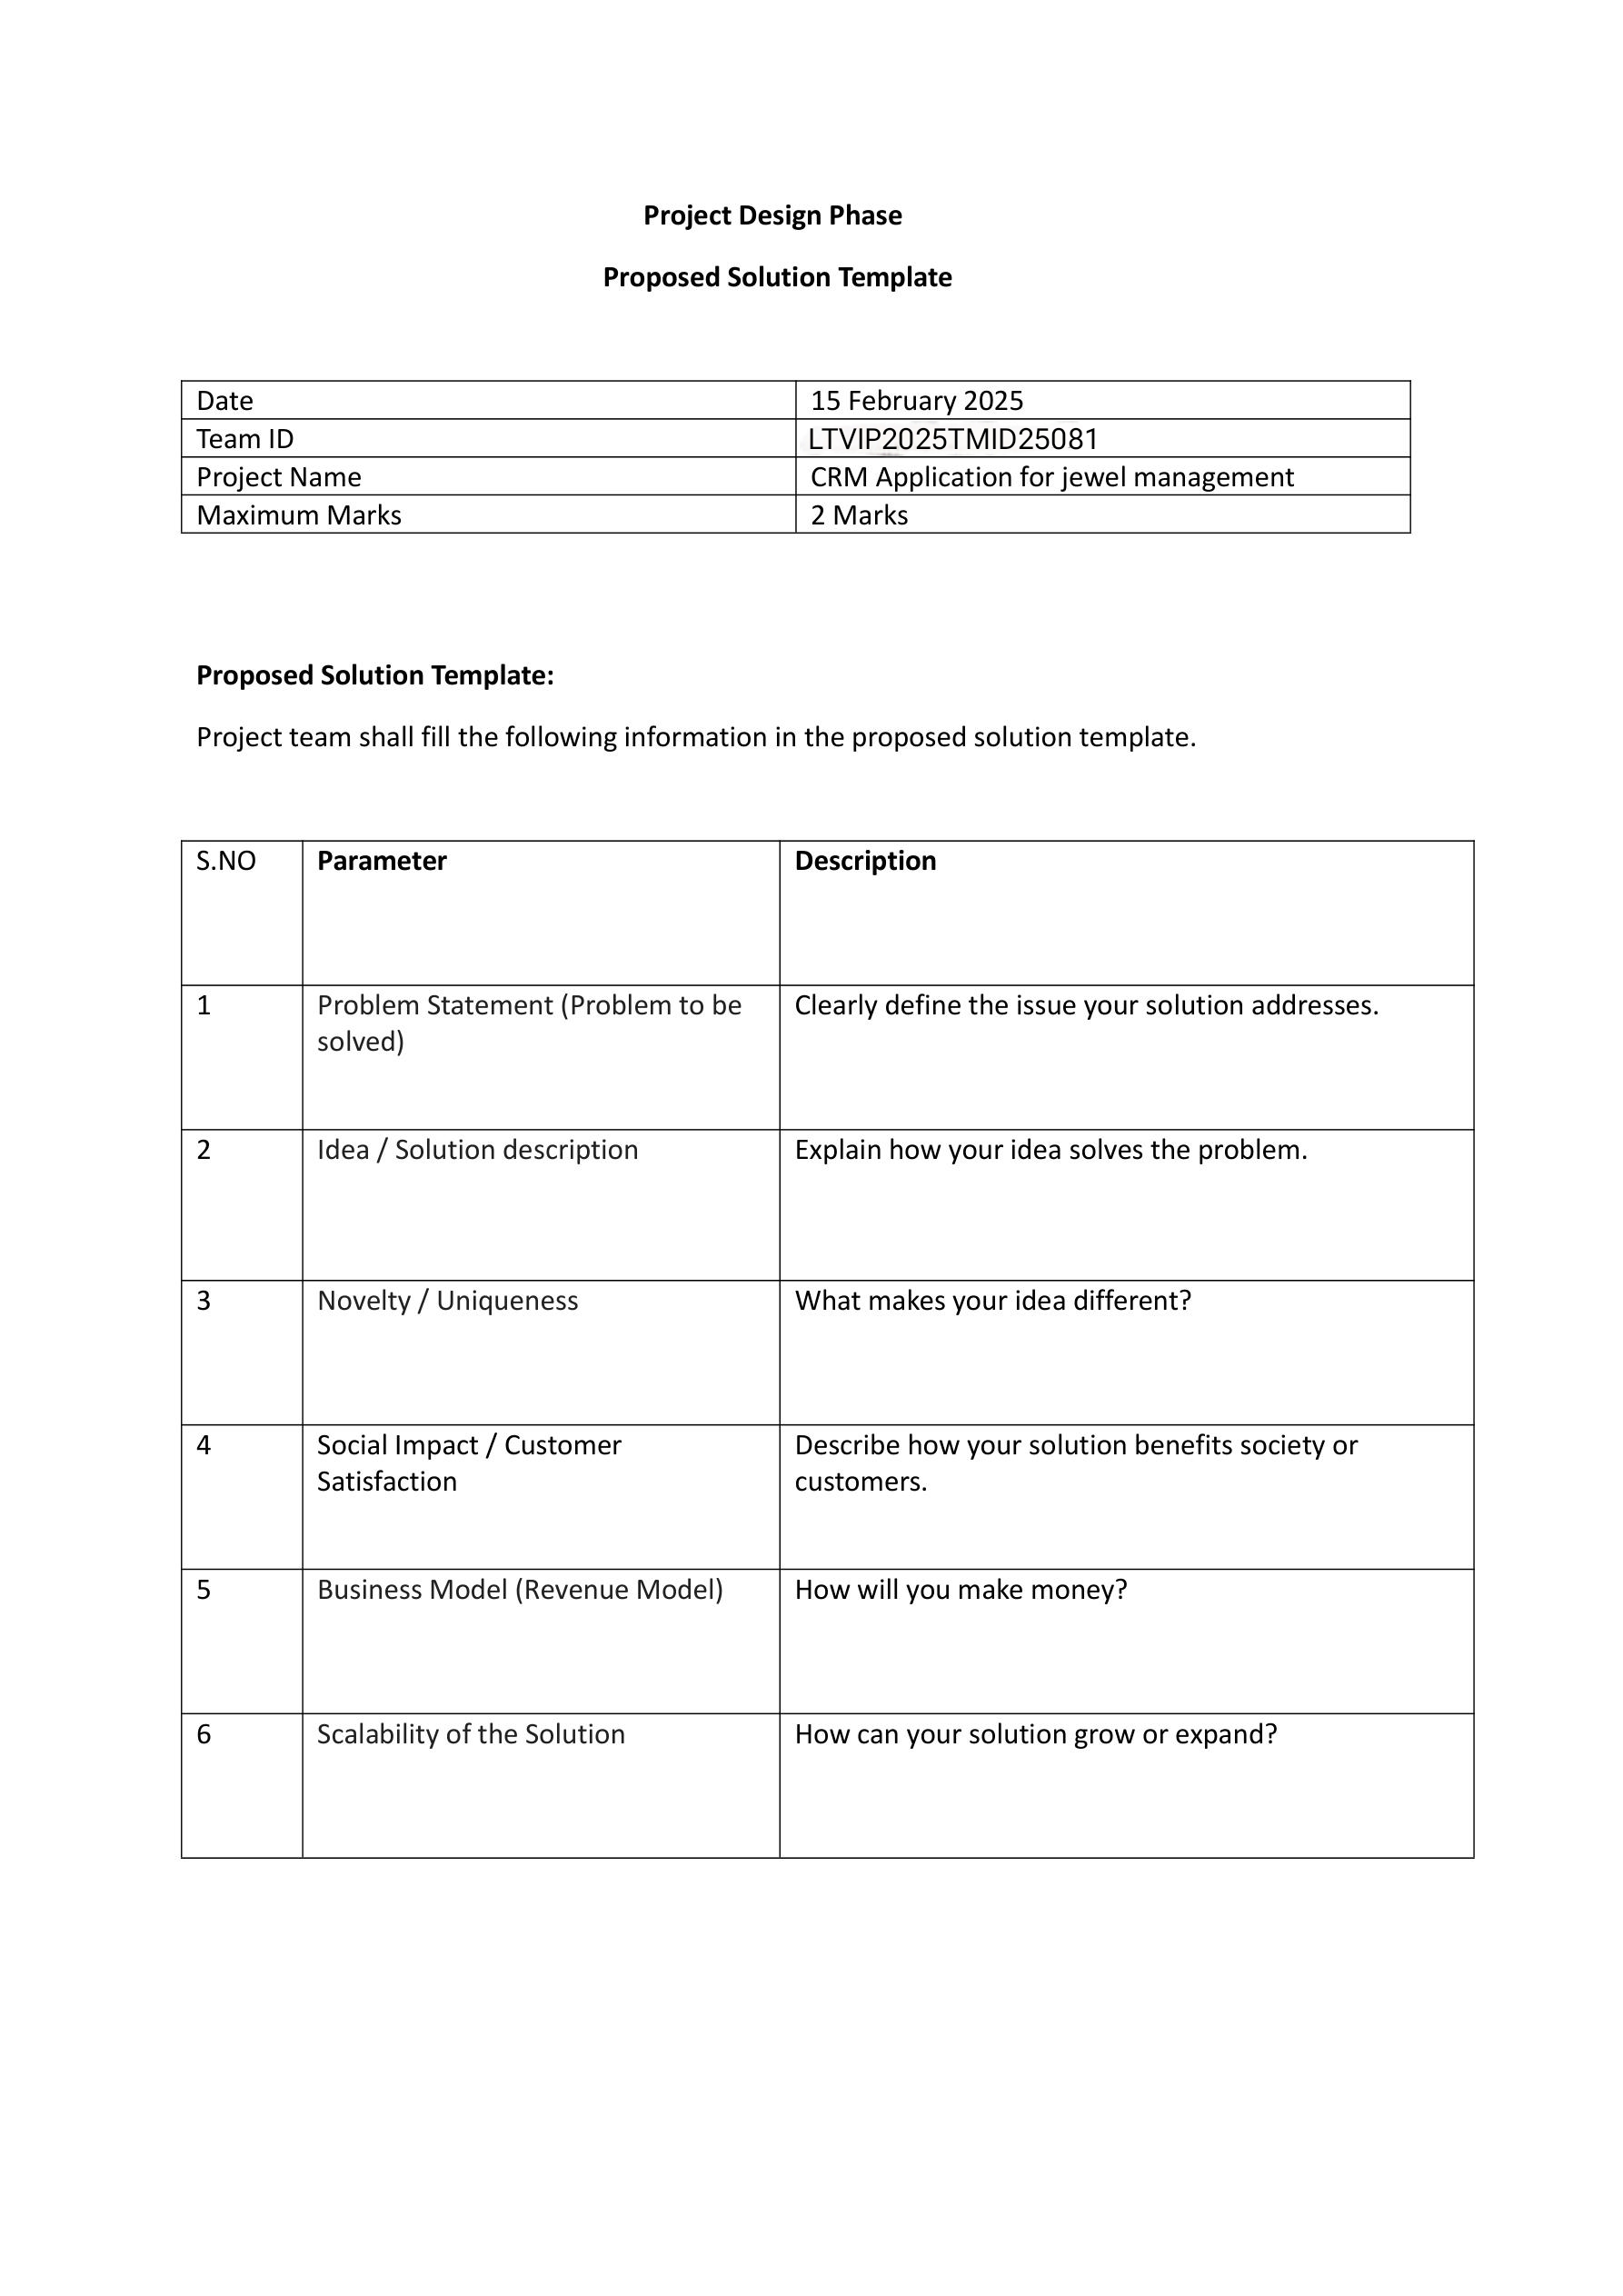 Project Design Phase
Proposed Solution Template
Date 15 February 2025
Team ID LTVIP2025TMID25081
Project Name CRM Application for jewel management
Maximum Marks 2 Marks
Proposed Solution Template:
Project team shall fill the following information in the proposed solution template.
S.NO Parameter Description
1 Problem Statement (Problem to be Clearly define the issue your solution addresses.
solved)
2 Idea / Solution description Explain how your idea solves the problem.
3 Novelty / Uniqueness What makes your idea different?
4 Social Impact / Customer Describe how your solution benefits society or
Satisfaction customers.
5 Business Model (Revenue Model) How will you make money?
6 Scalability of the Solution How can your solution grow or expand?